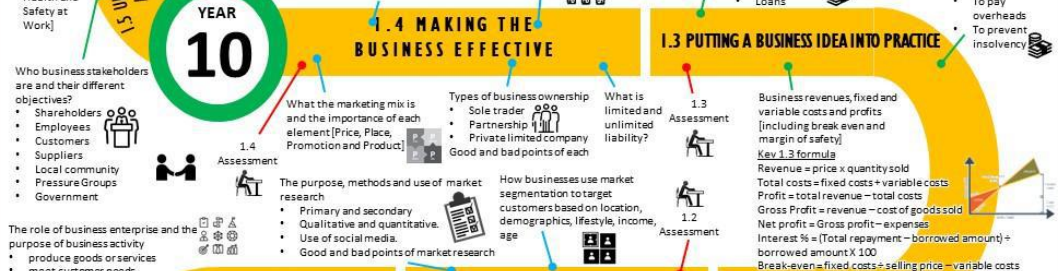 Safety at
Work]
Loans
To pay
overheads
To prevent
insolvency
YEAR
10
1.4 MAKING THE
BUSINESS EFFECTIVE
1.3 PUTTING A BUSINESS IDEA INTO PRACTICE
Who business stakeholders
are and their different
objectives?
• Shareholders
• Employees
• Customers
• Suppliers
• Local community
• Pressure Groups
• Government
1.4
Assessment
What the marketing mix is
and the importance of each
element [Price, Place,
Promotion and Product]
P P
P P
Types of business ownership
• Sole trader
• Partnership
• Private limited company
Good and bad points of each
What is
limited and
unlimited
liability?
1.3
Assessment
Business revenues, fixed and
variable costs and profits
[including break even and
margin of safety]
Key 1.3 formula
Revenue = price x quantity sold
Total costs = fixed costs + variable costs
Profit = total revenue – total costs
Gross Profit = revenue – cost of goods sold
Net profit = Gross profit – expenses
Interest % = (Total repayment – borrowed amount) ÷
borrowed amount X 100
Break-even = fixed costs ÷ selling price – variable costs
The purpose, methods and use of market
research
• Primary and secondary
• Qualitative and quantitative.
• Use of social media.
• Good and bad points of market research
How businesses use market
segmentation to target
customers based on location,
demographics, lifestyle, income,
age
1.2
Assessment
The role of business enterprise and the
purpose of business activity
• produce goods or services
• meet customer needs